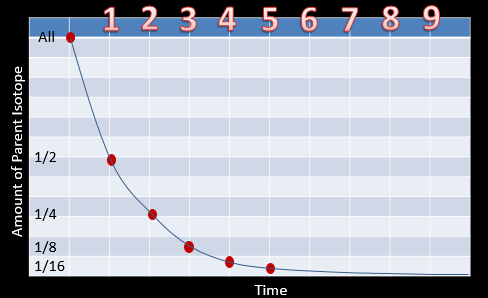 1 2 3 4 5 6 7 8 9
All
1/2
1/4
1/8
1/16
Amount of Parent Isotope
Time